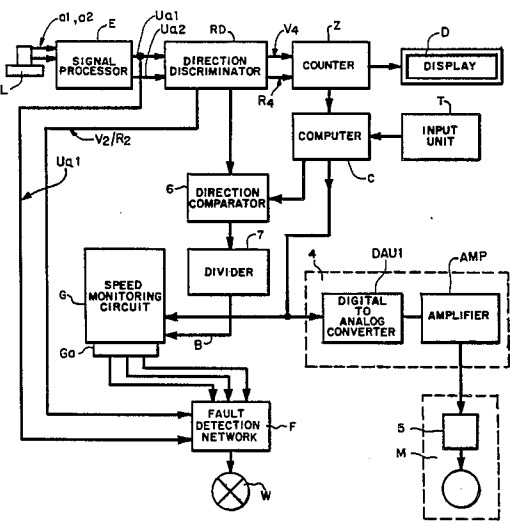 a1, a2
E
Ua1
Ua2
RD
V4
Z
D
L
SIGNAL
PROCESSOR
DIRECTION
DISCRIMINATOR
COUNTER
DISPLAY
R4
T
V2/R2
COMPUTER
INPUT
UNIT
Ua1
C
6
DIRECTION
COMPARATOR
7
DIVIDER
4
DAU1
AMP
G
SPEED
MONITORING
CIRCUIT
DIGITAL
TO
ANALOG
CONVERTER
AMPLIFIER
B
Ga
FAULT
DETECTION
NETWORK
F
5
M
W